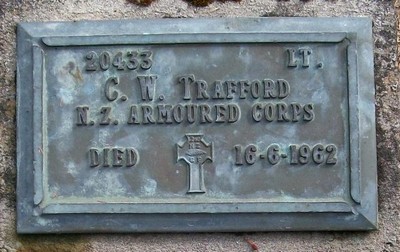 20433 LT.
C. W. TRAFFORD
N.Z. ARMOURED CORPS
DIED 16-6-1962